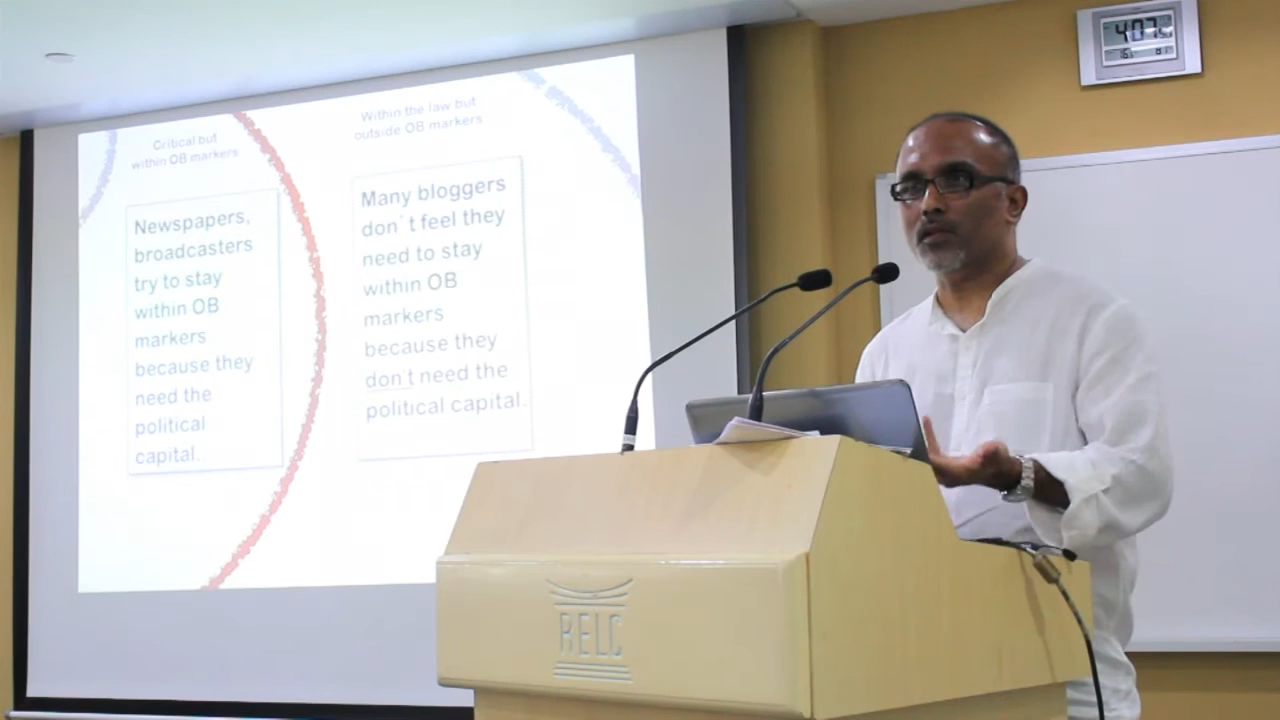 Critical but
within OB markers
Newspapers,
broadcasters
try to stay
within OB
markers
because they
need the
political
capital.
Within the law but
outside OB markers
Many bloggers
don't feel they
need to stay
within OB
markers
because they
don't need the
political capital.
RELC